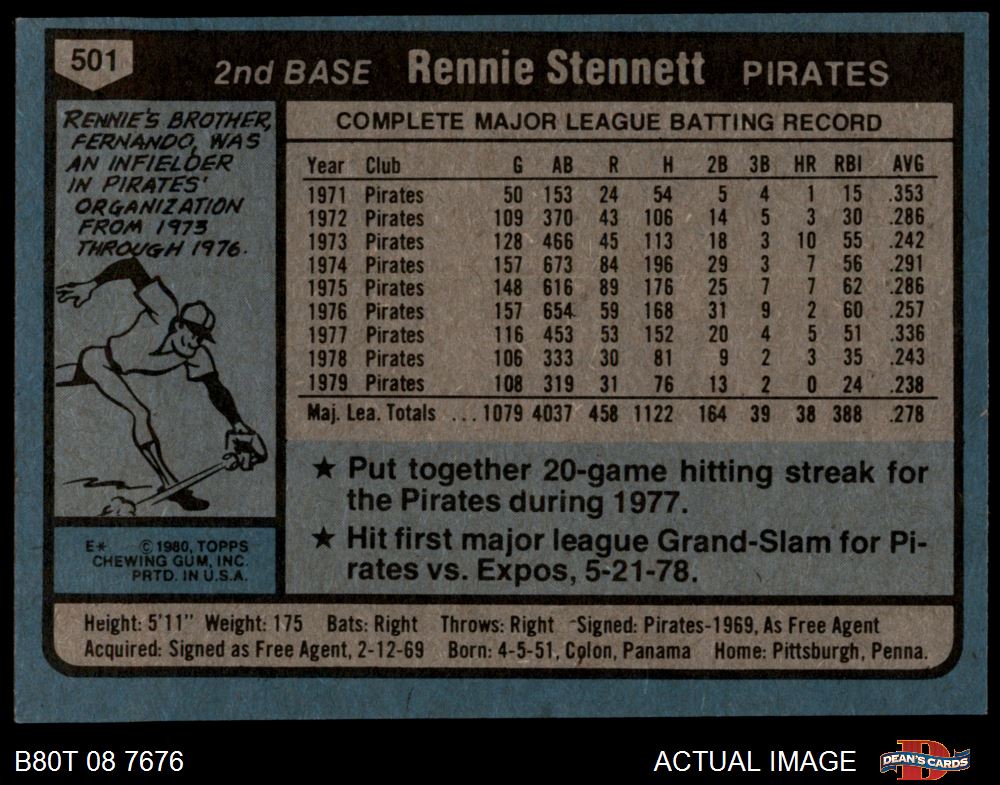 501
2nd BASE Rennie Stennett PIRATES
RENNIE'S BROTHER,
FERNANDO, WAS
AN INFIELDER
IN PIRATES'
ORGANIZATION
FROM 1973
THROUGH 1976.
E* © 1980, TOPPS
CHEWING GUM, INC.
PRTD. IN U.S.A.
COMPLETE MAJOR LEAGUE BATTING RECORD
Year Club G AB R H 2B 3B HR RBI AVG
1971 Pirates 50 153 24 54 5 4 1 15 .353
1972 Pirates 109 370 43 106 14 5 3 30 .286
1973 Pirates 128 466 45 113 18 3 10 55 .242
1974 Pirates 157 673 84 196 29 3 7 56 .291
1975 Pirates 148 616 89 176 25 7 7 62 .286
1976 Pirates 157 654 59 168 31 9 2 60 .257
1977 Pirates 116 453 53 152 20 4 5 51 .336
1978 Pirates 106 333 30 81 9 2 3 35 .243
1979 Pirates 108 319 31 76 13 2 0 24 .238
Maj. Lea. Totals ... 1079 4037 458 1122 164 39 38 388 .278
★ Put together 20-game hitting streak for
the Pirates during 1977.
★ Hit first major league Grand-Slam for Pi-
rates vs. Expos, 5-21-78.
Height: 5'11" Weight: 175 Bats: Right Throws: Right Signed: Pirates-1969, As Free Agent
Acquired: Signed as Free Agent, 2-12-69 Born: 4-5-51, Colon, Panama Home: Pittsburgh, Penna.
B80T 08 7676 ACTUAL IMAGE D DEAN'S CARDS